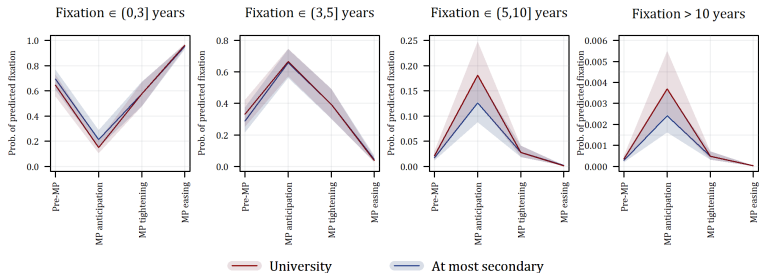 Fixation ∈ (0,3] years
Prob. of predicted fixation
1.0
0.8
0.6
0.4
0.2
0.0
Pre-MP
MP anticipation
MP tightening
MP easing
Fixation ∈ (3,5] years
Prob. of predicted fixation
0.8
0.6
0.4
0.2
0.0
Pre-MP
MP anticipation
MP tightening
MP easing
Fixation ∈ (5,10] years
Prob. of predicted fixation
0.25
0.20
0.15
0.10
0.05
0.00
Pre-MP
MP anticipation
MP tightening
MP easing
Fixation > 10 years
Prob. of predicted fixation
0.006
0.005
0.004
0.003
0.002
0.001
0.000
Pre-MP
MP anticipation
MP tightening
MP easing
University
At most secondary